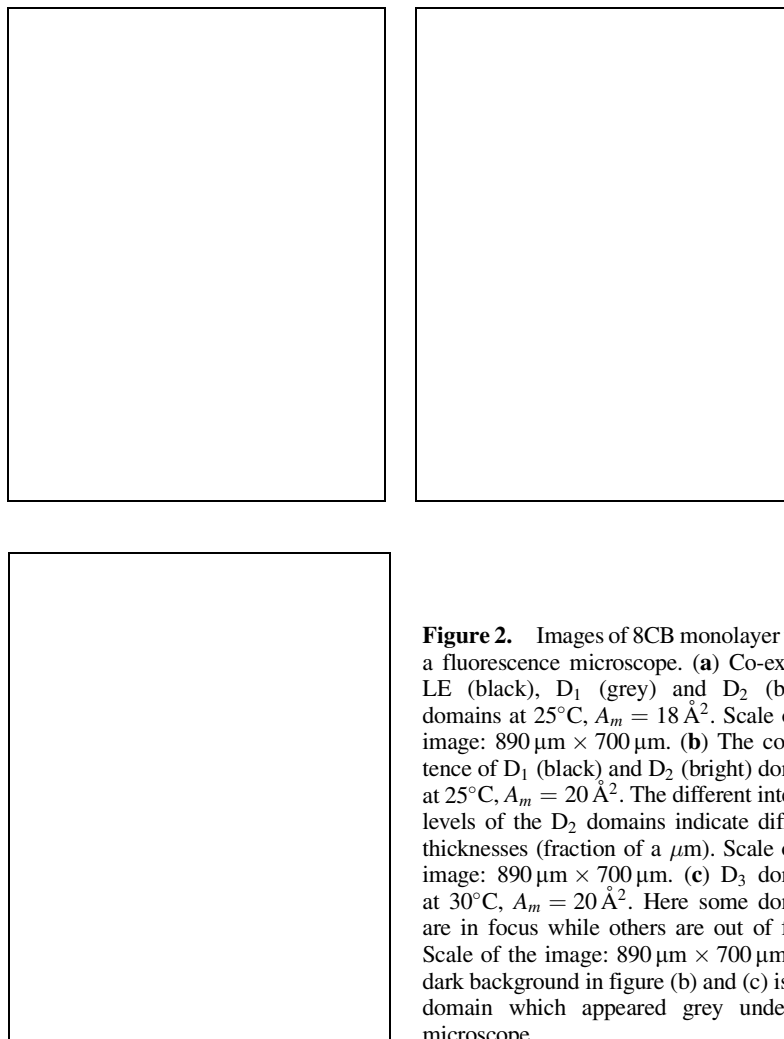 Figure 2. Images of 8CB monolayer
a fluorescence microscope. (a) Co-ex
LE (black), D₁ (grey) and D₂ (b
domains at 25°C, Aₘ = 18 Å². Scale
image: 890 μm × 700 μm. (b) The co
tence of D₁ (black) and D₂ (bright) do
at 25°C, Aₘ = 20 Å². The different inte
levels of the D₂ domains indicate diff
thicknesses (fraction of a μm). Scale
image: 890 μm × 700 μm. (c) D₃ do
at 30°C, Aₘ = 20 Å². Here some do
are in focus while others are out of
Scale of the image: 890 μm × 700 μm
dark background in figure (b) and (c) is
domain which appeared grey unde
microscope